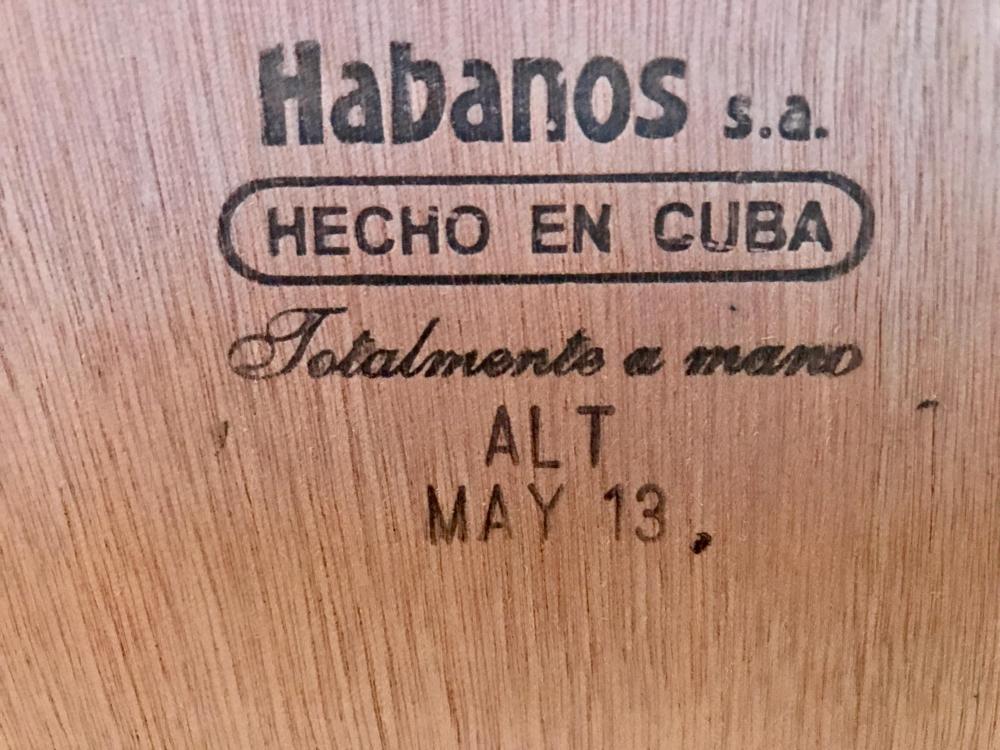 Habanos s.a.
HECHO EN CUBA
Totalmente a mano
ALT
MAY 13